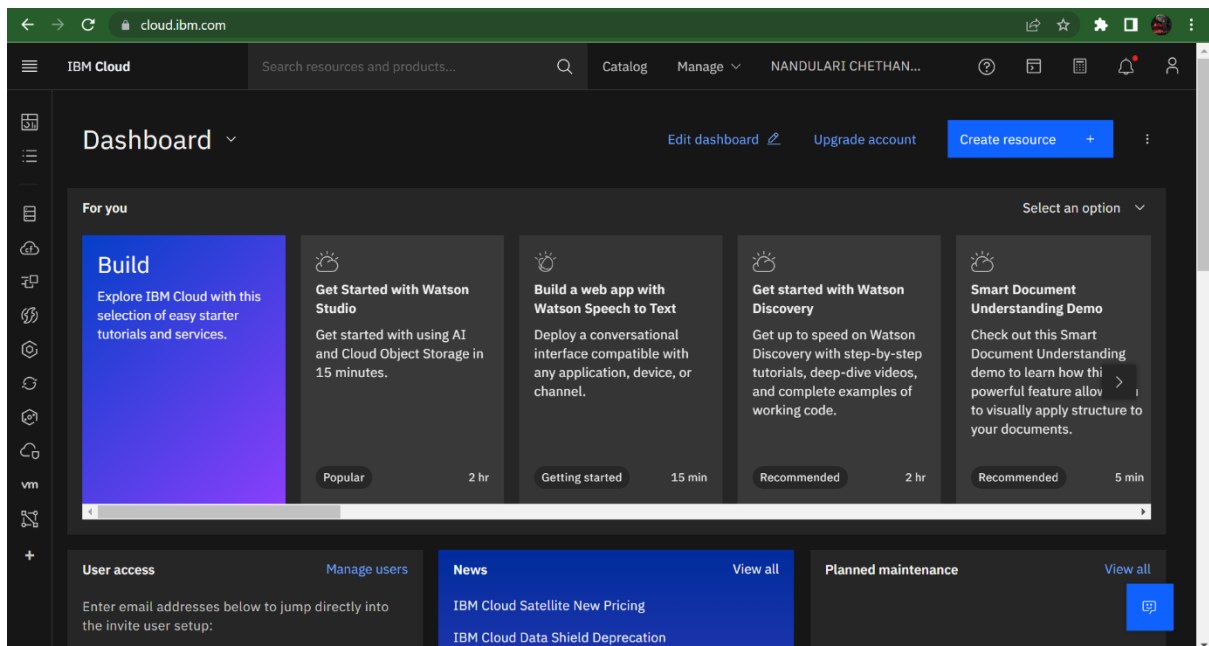 cloud.ibm.com
IBM Cloud
Search resources and products...
Catalog
Manage
NANDULARI CHETHAN...
Dashboard
Edit dashboard
Upgrade account
Create resource +
For you
Select an option
Build
Explore IBM Cloud with this
selection of easy starter
tutorials and services.
Get Started with Watson
Studio
Get started with using AI
and Cloud Object Storage in
15 minutes.
Popular
2 hr
Build a web app with
Watson Speech to Text
Deploy a conversational
interface compatible with
any application, device, or
channel.
Getting started
15 min
Get started with Watson
Discovery
Get up to speed on Watson
Discovery with step-by-step
tutorials, deep-dive videos,
and complete examples of
working code.
Recommended
2 hr
Smart Document
Understanding Demo
Check out this Smart
Document Understanding
demo to learn how
powerful feature
to visually apply structure to
your documents.
Recommended
5 min
vm
User access
Manage users
Enter email addresses below to jump directly into
the invite user setup:
News
View all
IBM Cloud Satellite New Pricing
IBM Cloud Data Shield Deprecation
Planned maintenance
View all